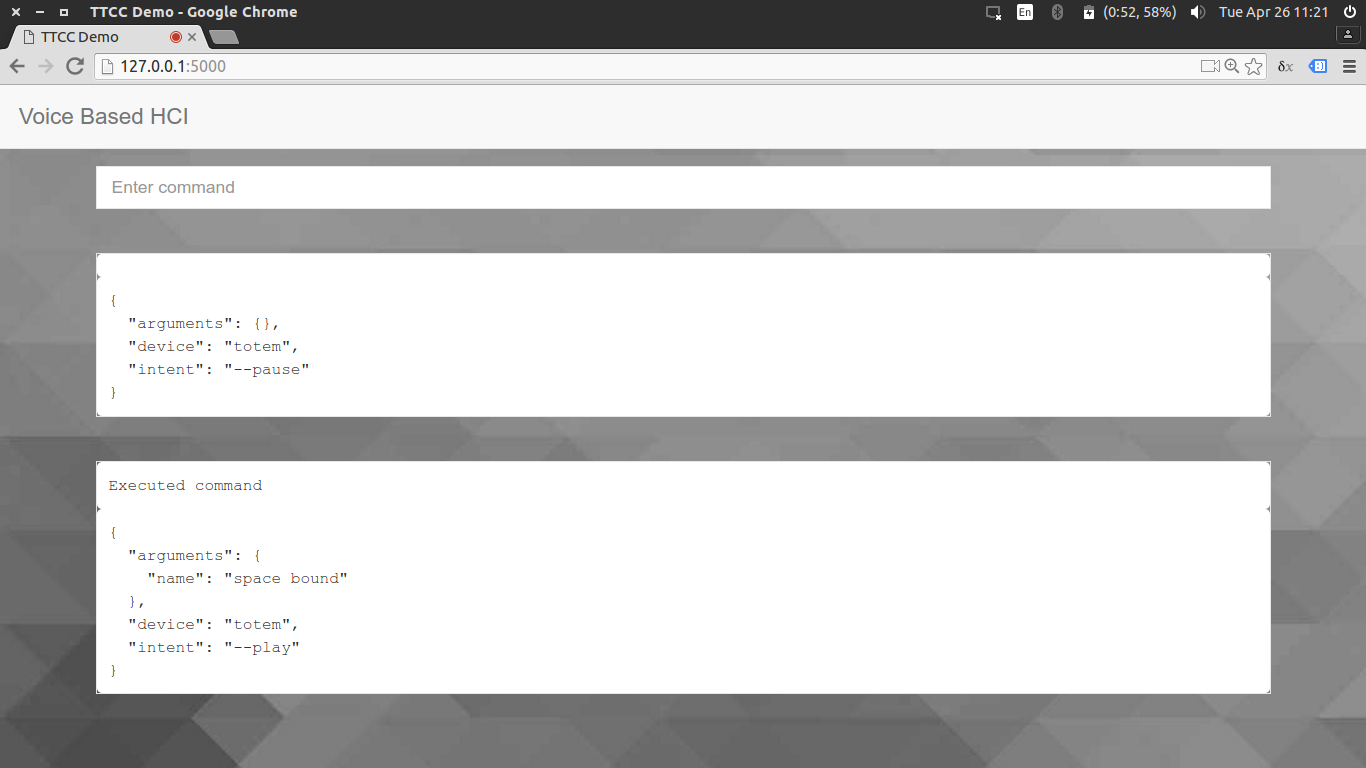 TTCC Demo - Google Chrome
En
(0:52, 58%)
Tue Apr 26 11:21
TTCC Demo
127.0.0.1:5000
δx
Voice Based HCI
Enter command
{
  "arguments": {},
  "device": "totem",
  "intent": "--pause"
}
Executed command
{
  "arguments": {
    "name": "space bound"
  },
  "device": "totem",
  "intent": "--play"
}